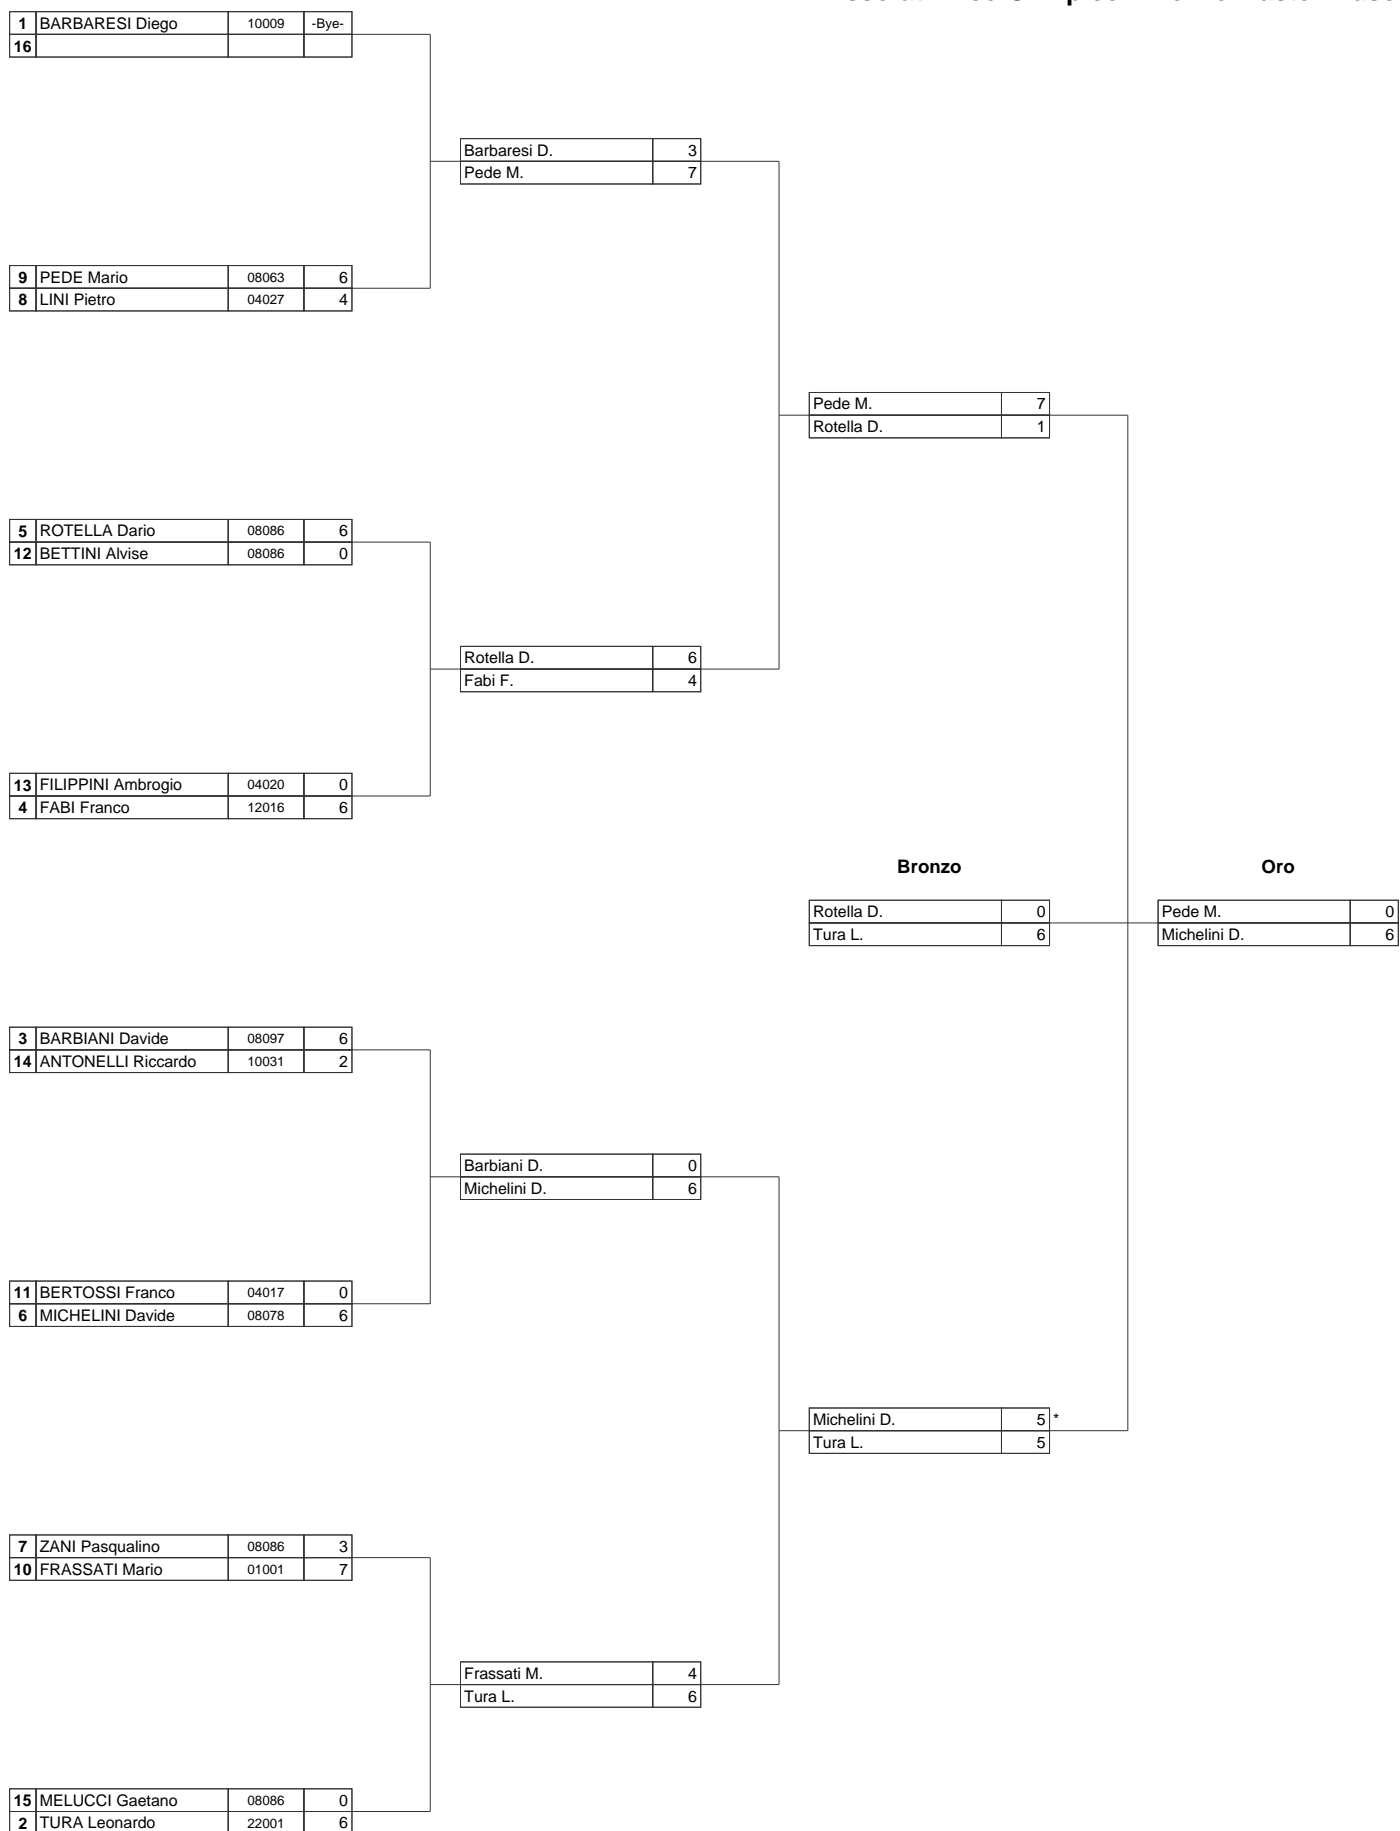 1 BARBARESI Diego 10009 -Bye-
16
Barbaresi D. 3
Pede M. 7
9 PEDE Mario 08063 6
8 LINI Pietro 04027 4
Pede M. 7
Rotella D. 1
5 ROTELLA Dario 08086 6
12 BETTINI Alvise 08086 0
Rotella D. 6
Fabi F. 4
13 FILIPPINI Ambrogio 04020 0
4 FABI Franco 12016 6
Bronzo Oro
Rotella D. 0 Pede M. 0
Tura L. 6 Michelini D. 6
3 BARBIANI Davide 08097 6
14 ANTONELLI Riccardo 10031 2
Barbiani D. 0
Michelini D. 6
11 BERTOSSI Franco 04017 0
6 MICHELINI Davide 08078 6
Michelini D. 5 *
Tura L. 5
7 ZANI Pasqualino 08086 3
10 FRASSATI Mario 01001 7
Frassati M. 4
Tura L. 6
15 MELUCCI Gaetano 08086 0
2 TURA Leonardo 22001 6